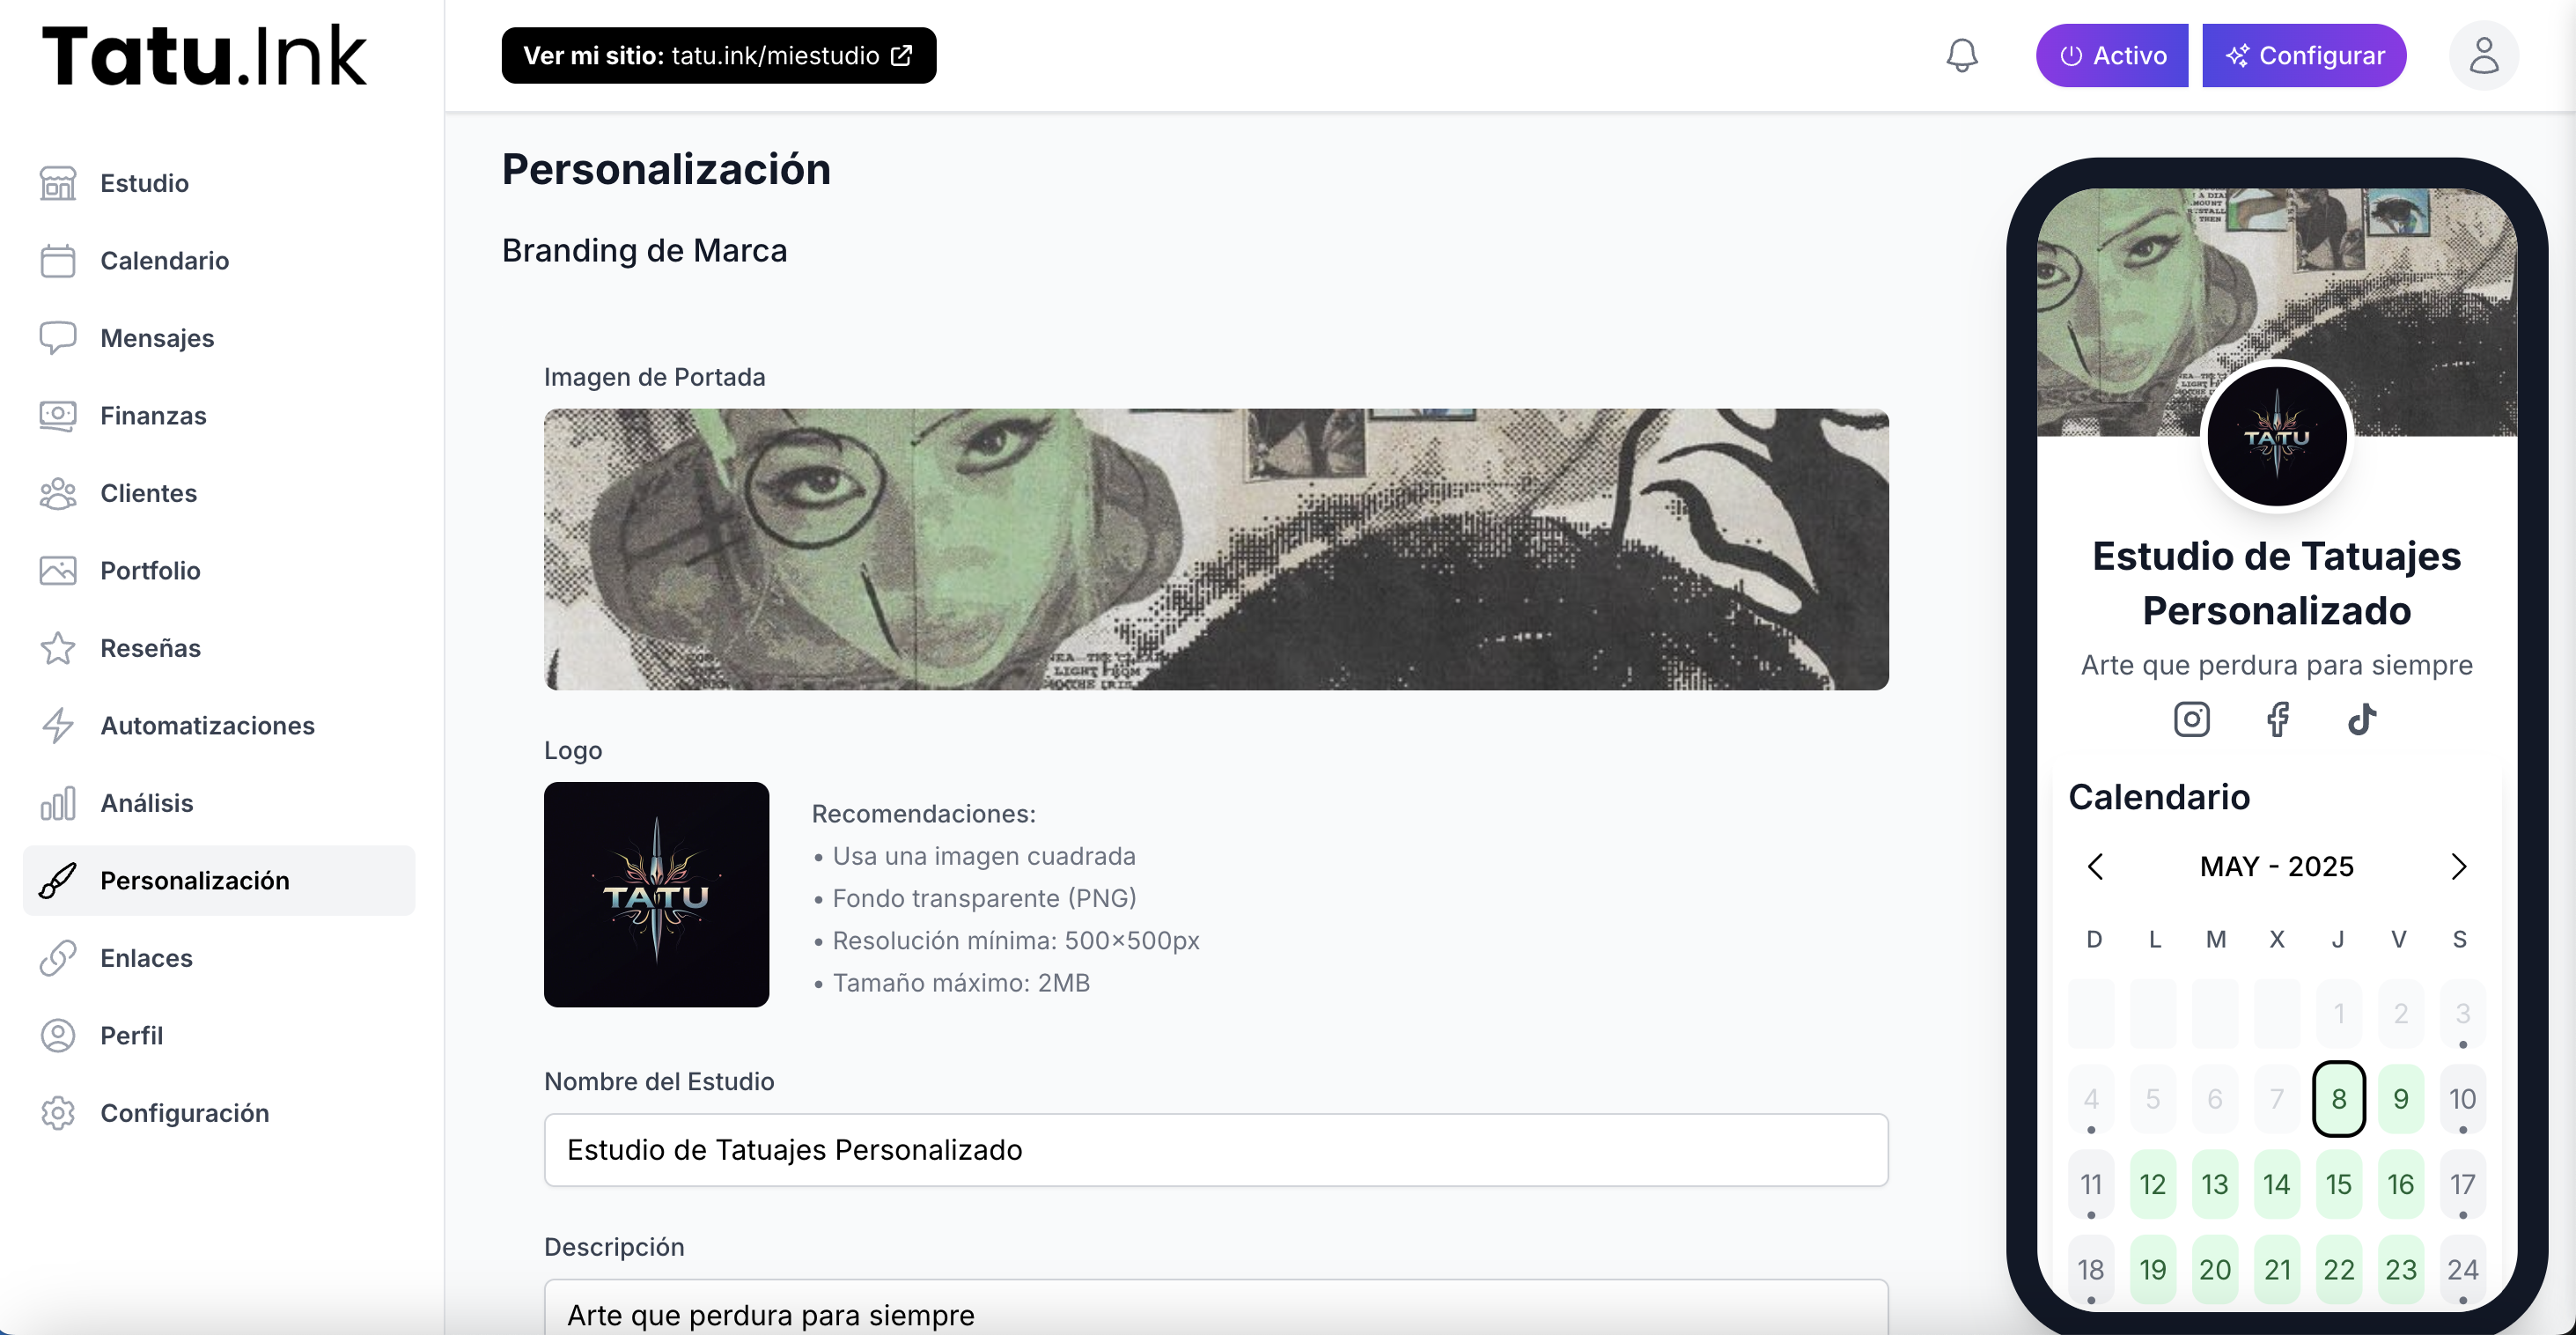 Tatu.Ink
Ver mi sitio: tatu.ink/miestudio
Activo
Configurar
Estudio
Calendario
Mensajes
Finanzas
Clientes
Portfolio
Reseñas
Automatizaciones
Análisis
Personalización
Enlaces
Perfil
Configuración
Personalización
Branding de Marca
Imagen de Portada
LIGHT FROM
Logo
TATU
Recomendaciones:
• Usa una imagen cuadrada
• Fondo transparente (PNG)
• Resolución mínima: 500×500px
• Tamaño máximo: 2MB
Nombre del Estudio
Estudio de Tatuajes Personalizado
Descripción
Arte que perdura para siempre
TATU
Estudio de Tatuajes
Personalizado
Arte que perdura para siempre
Calendario
MAY - 2025
D L M X J V S
1 2 3
4 5 6 7 8 9 10
11 12 13 14 15 16 17
18 19 20 21 22 23 24